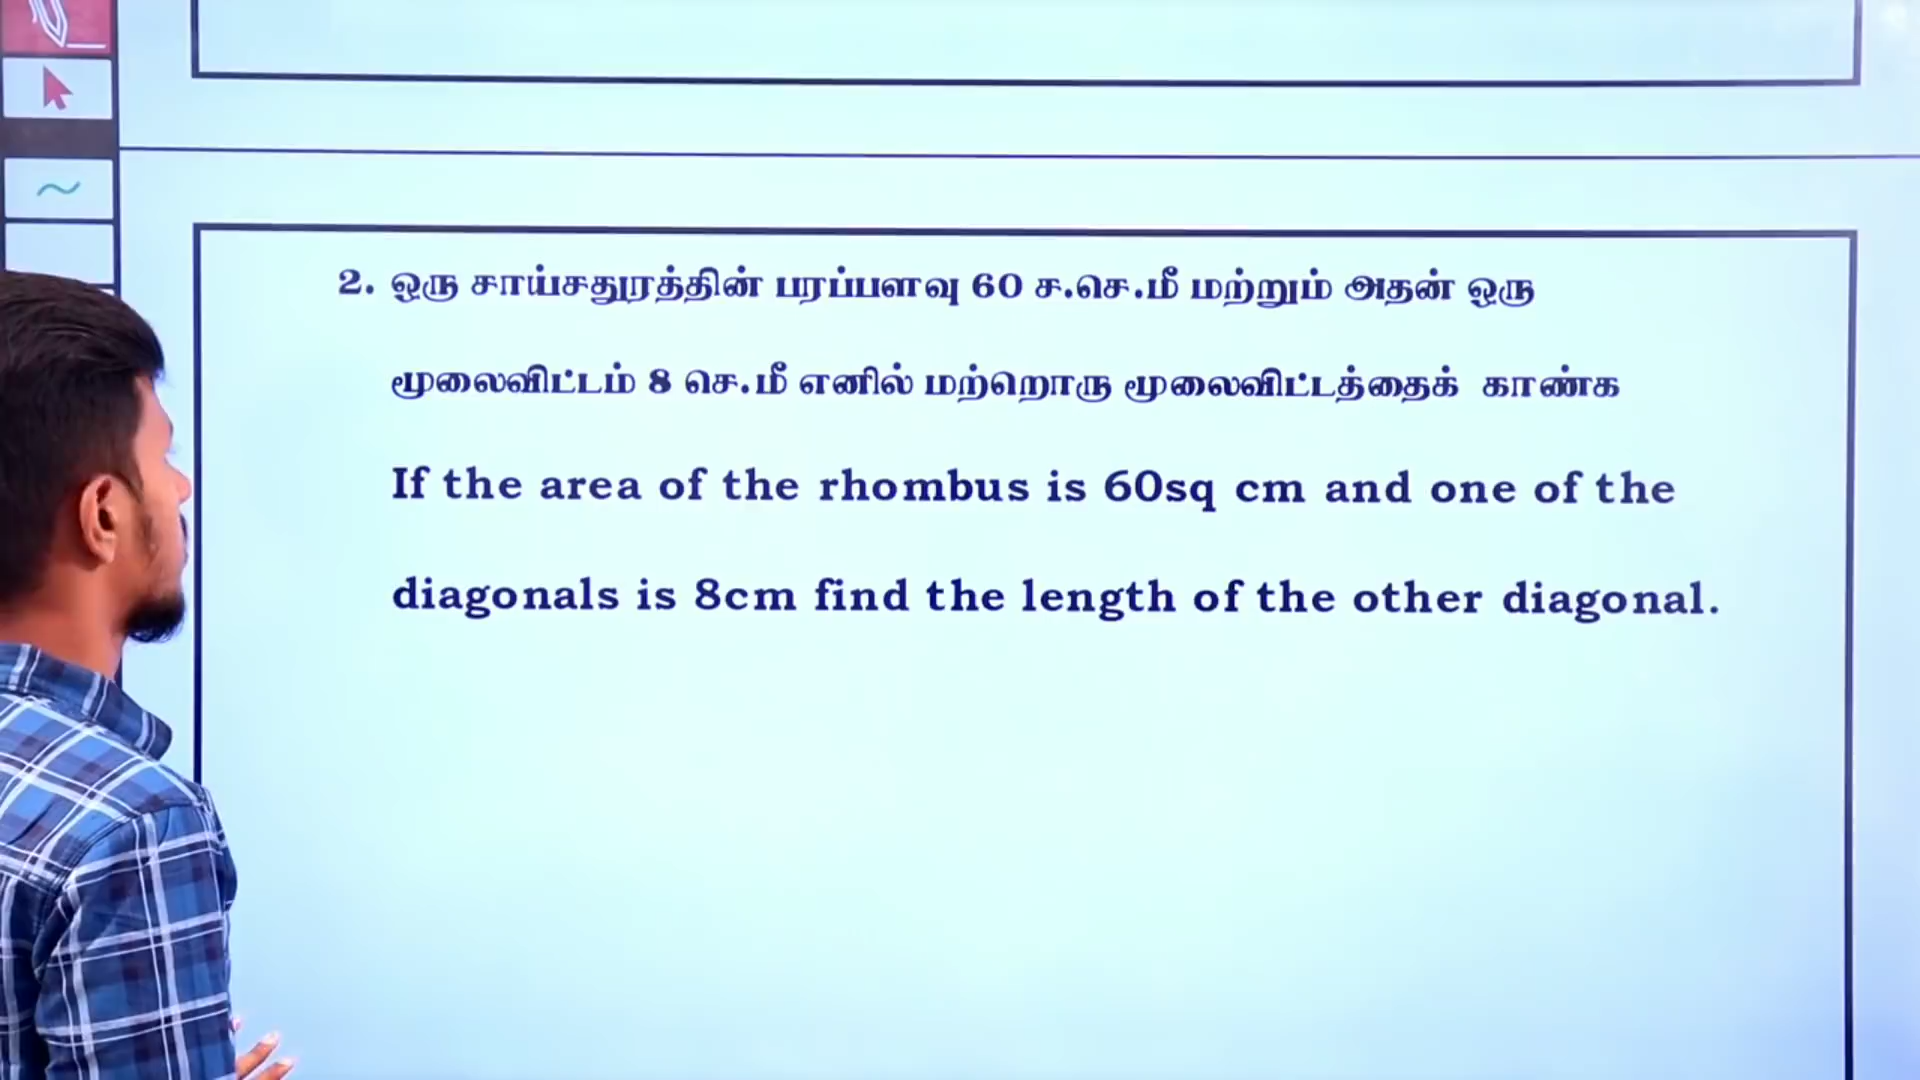 2. ஒரு சாய்சதுரத்தின் பரப்பளவு 60 ச.செ.மீ மற்றும் அதன் ஒரு
மூலைவிட்டம் 8 செ.மீ எனில் மற்றொரு மூலைவிட்டத்தைக் காண்க
If the area of the rhombus is 60sq cm and one of the
diagonals is 8cm find the length of the other diagonal.